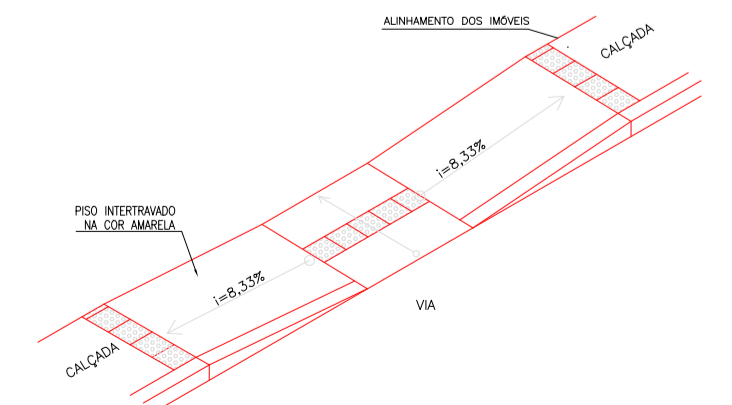 ALINHAMENTO DOS IMÓVEIS
CALÇADA
i=8,33%
PISO INTERTRAVADO
NA COR AMARELA
i=8,33%
VIA
CALÇADA